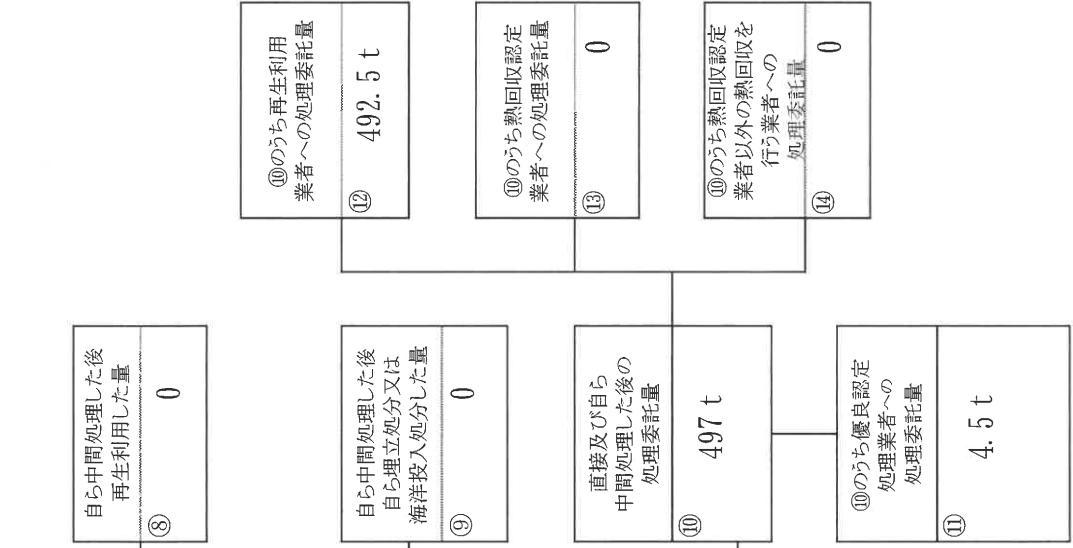 自ら中間処理した後
再生利用した量
⑧
0
自ら中間処理した後
自ら埋立処分又は
海洋投入処分した量
⑨
0
直接及び自ら
中間処理した後の
処理委託量
⑩
497 t
⑩のうち優良認定
処理業者への
処理委託量
⑪
4.5 t
⑩のうち再生利用
業者への処理委託量
⑫
492.5 t
⑩のうち熱回収認定
業者への処理委託量
⑬
0
⑩のうち熱回収認定
業者以外の熱回収を
行う業者への
処理委託量
⑭
0